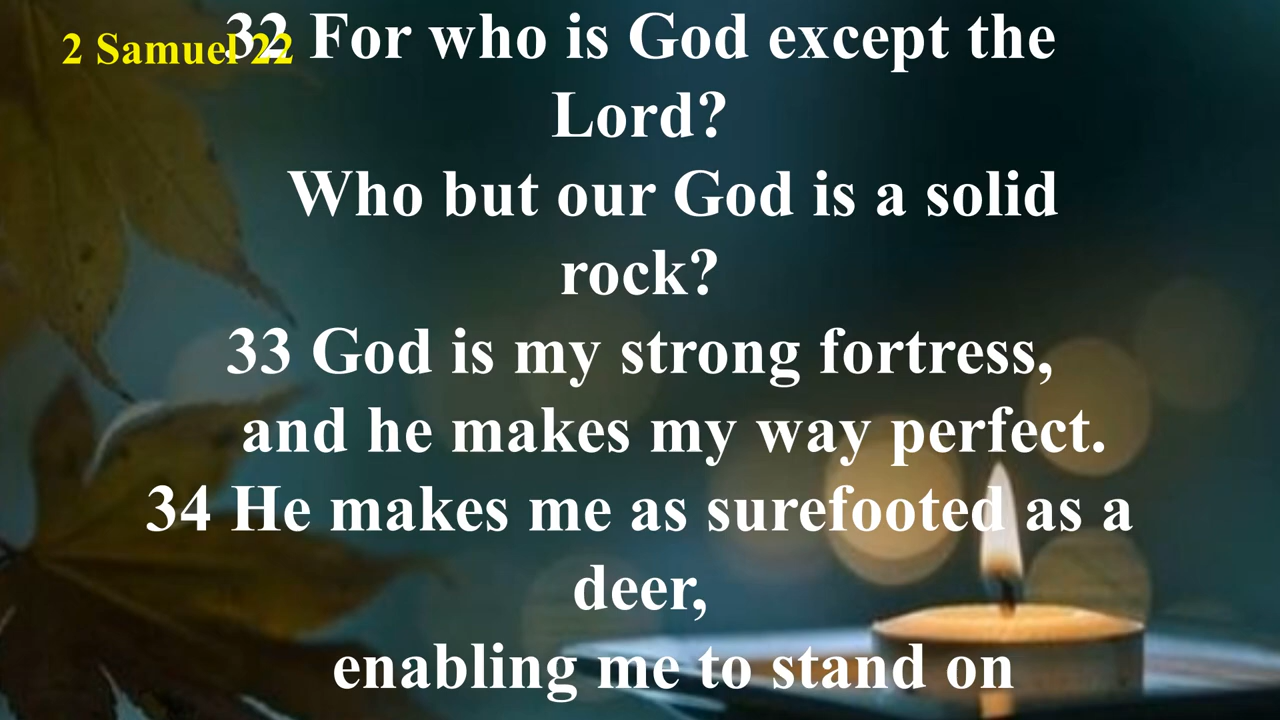 2 Samuel 22
32 For who is God except the
Lord?
Who but our God is a solid
rock?
33 God is my strong fortress,
and he makes my way perfect.
34 He makes me as surefooted as a
deer,
enabling me to stand on